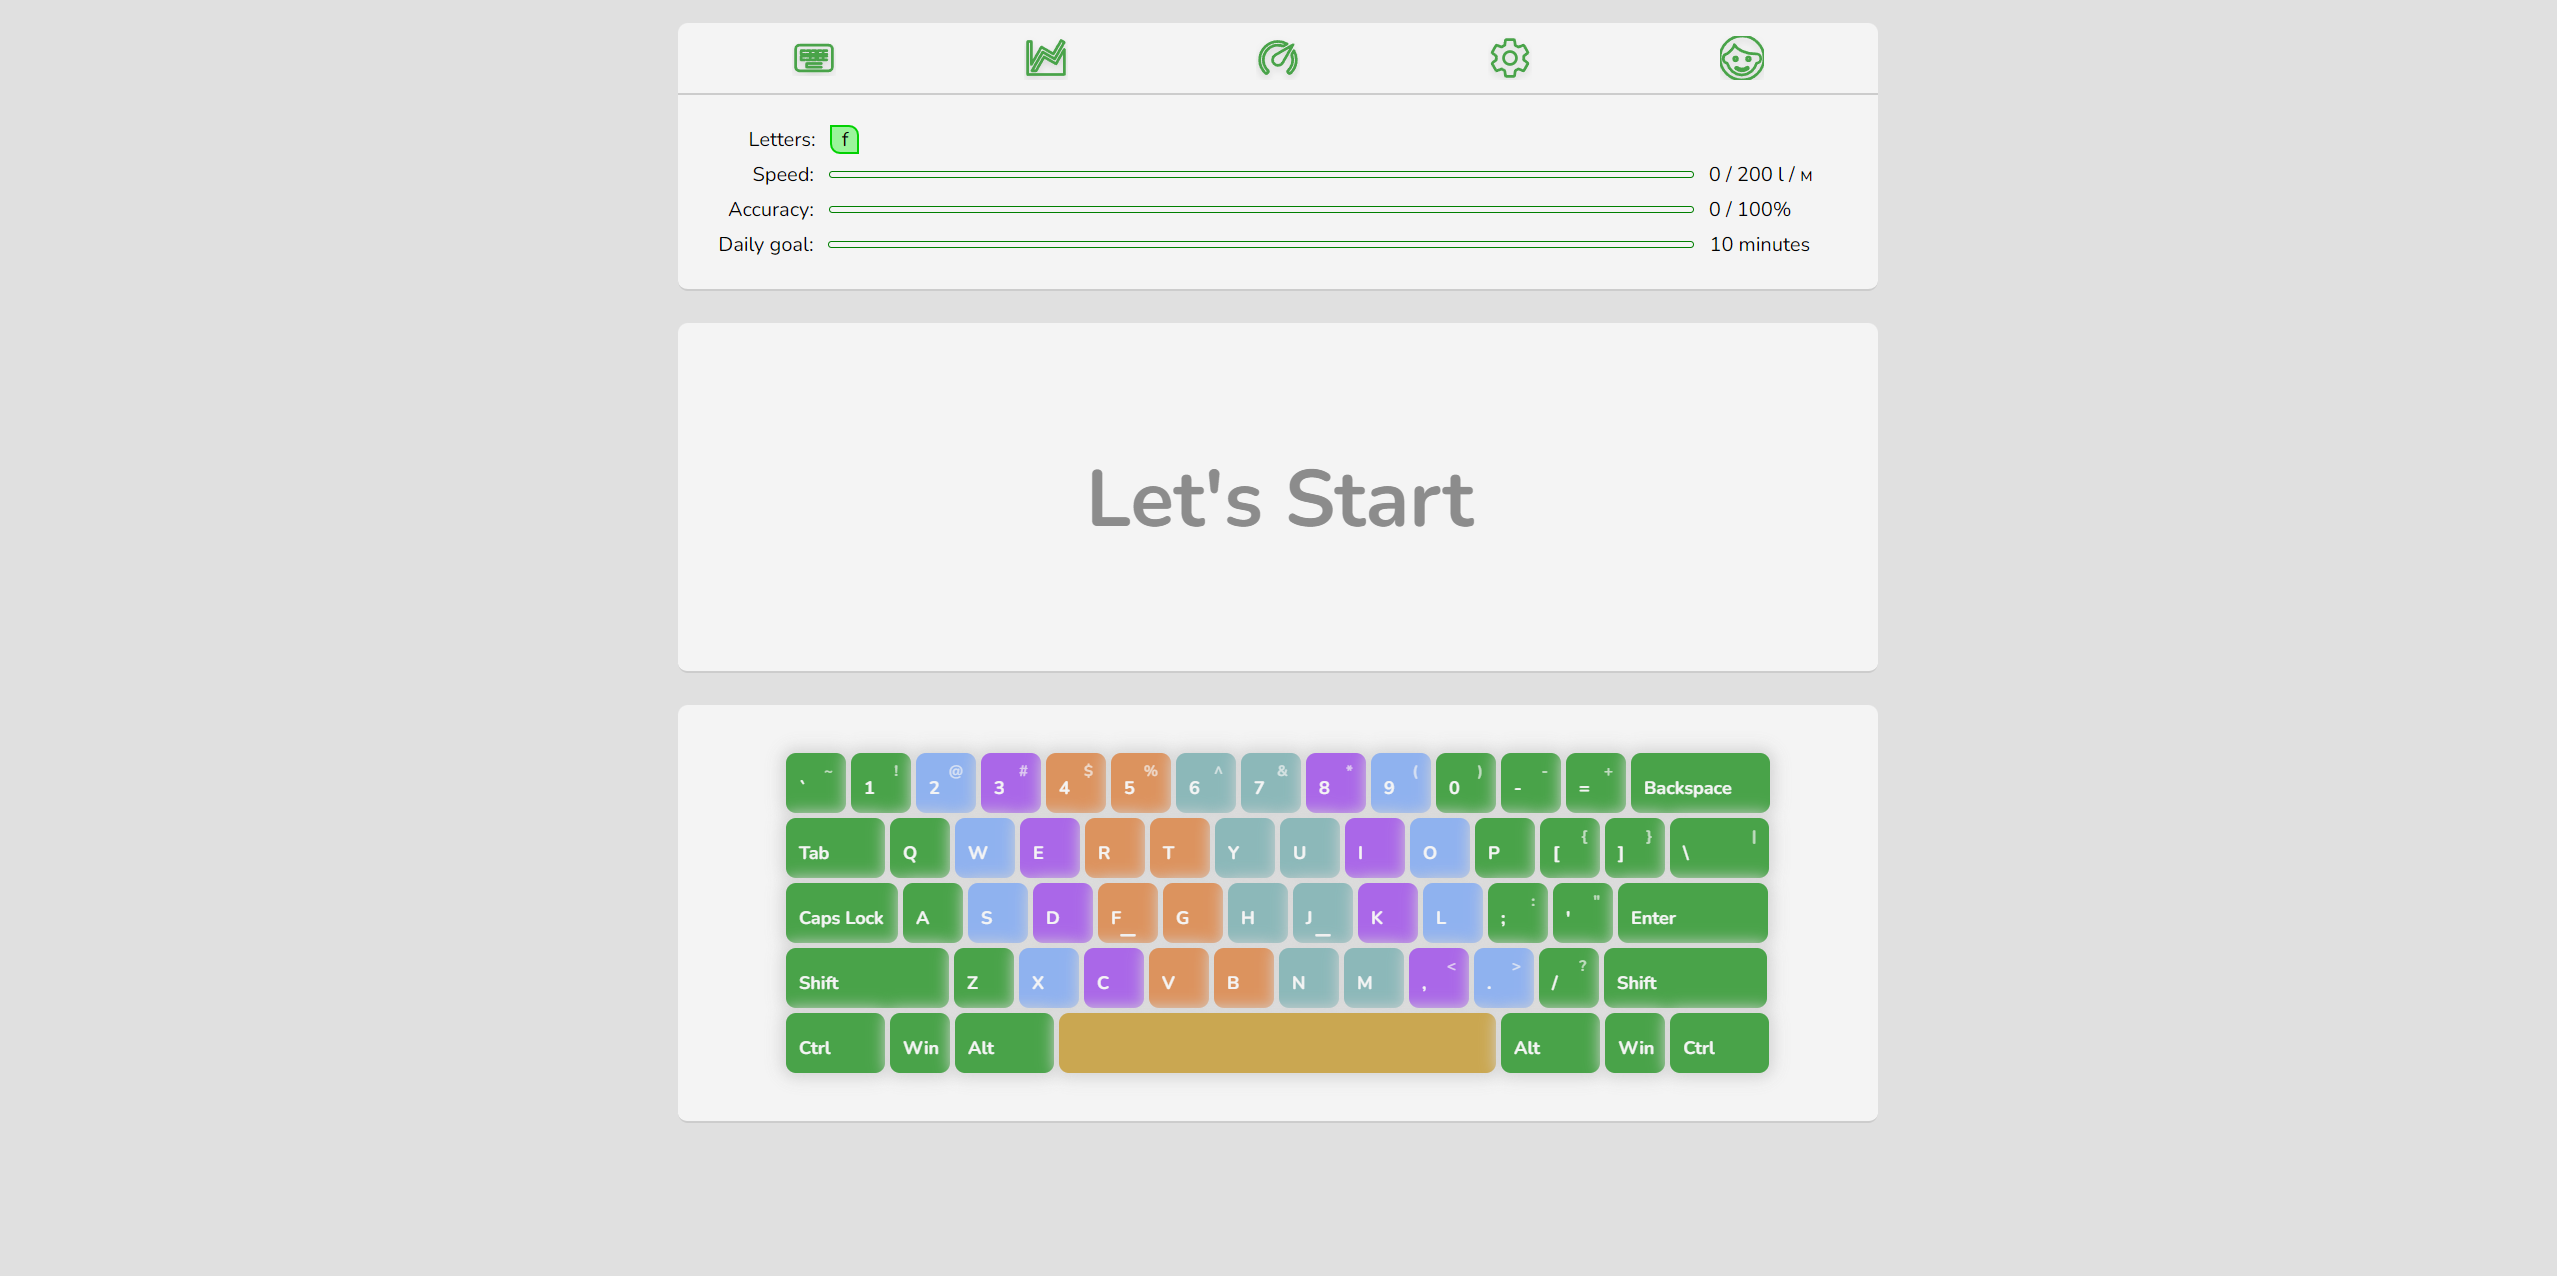 Letters: f
Speed: 0 / 200 l / м
Accuracy: 0 / 100%
Daily goal: 10 minutes
Let's Start
` ~ 1 ! 2 @ 3 # 4 $ 5 % 6 ^ 7 & 8 * 9 ( 0 ) - - = + Backspace
Tab Q W E R T Y U I O P [ { ] } \ |
Caps Lock A S D F G H J K L ; : ' " Enter
Shift Z X C V B N M , < . > / ? Shift
Ctrl Win Alt Alt Win Ctrl